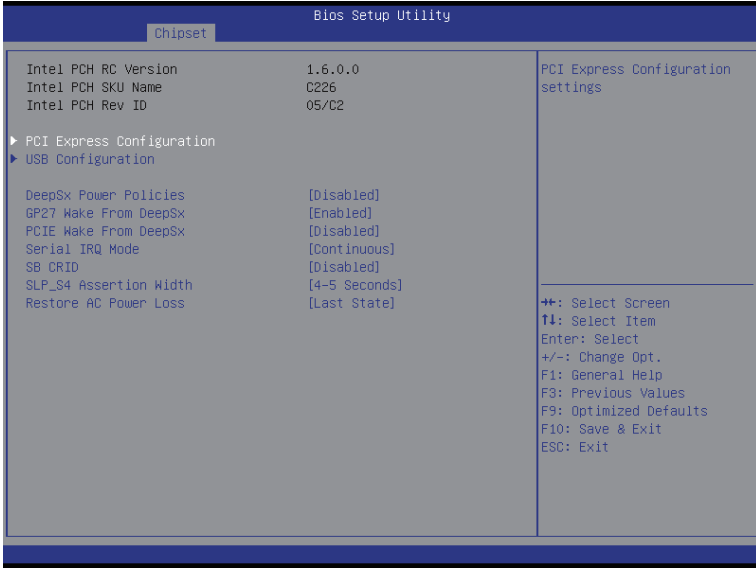 Bios Setup Utility
Chipset
Intel PCH RC Version 1.6.0.0
Intel PCH SKU Name C226
Intel PCH Rev ID 05/C2
PCI Express Configuration
USB Configuration
DeepSx Power Policies [Disabled]
GP27 Wake From DeepSx [Enabled]
PCIE Wake From DeepSx [Disabled]
Serial IRQ Mode [Continuous]
SB CRID [Disabled]
SLP_S4 Assertion Width [4-5 Seconds]
Restore AC Power Loss [Last State]
PCI Express Configuration
settings
→←: Select Screen
↑↓: Select Item
Enter: Select
+/-: Change Opt.
F1: General Help
F3: Previous Values
F9: Optimized Defaults
F10: Save & Exit
ESC: Exit